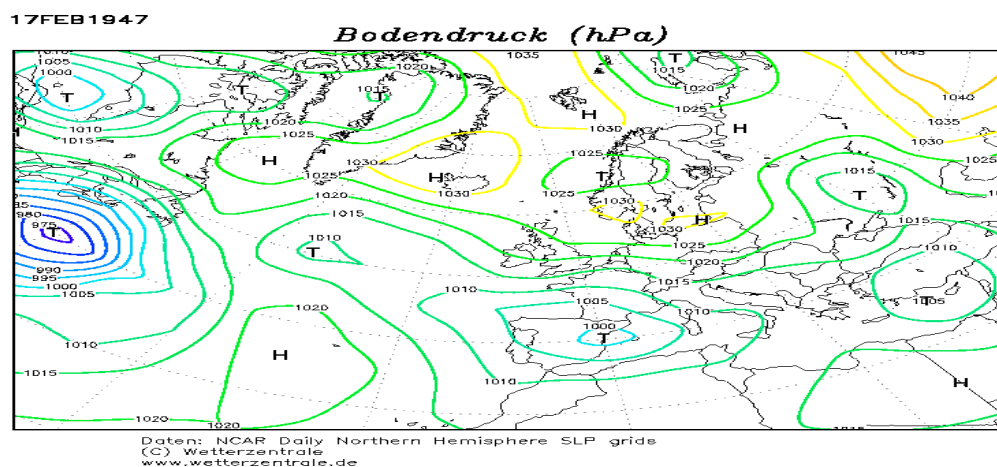 17FEB1947
Bodendruck (hPa)
1010
1005
1000
T
1010
1015
H
T
1020
1015
T
1020
1025
1035
H
1030
T
1015
1020
H
1045
1040
1035
1030
H
1025
1020
1015
1030
H
1030
1025
T
1025
1030
H
1030
1025
1020
1015
1015
T
1015
980
975
T
990
995
1000
1005
1010
1015
1020
1010
T
1020
H
1020
1010
1005
1000
T
1010
1010
1010
1005
T
H
1015
Daten: NCAR Daily Northern Hemisphere SLP grids
(C) Wetterzentrale
www.wetterzentrale.de